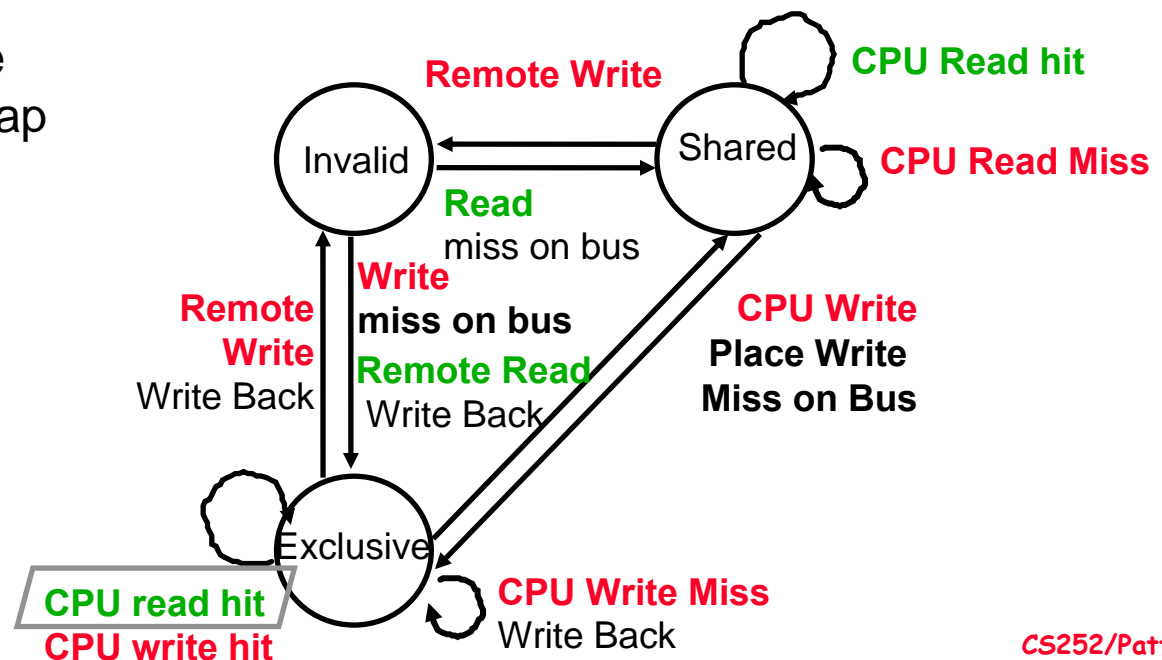 e
ap
Remote Write
CPU Read hit
Invalid
Shared
CPU Read Miss
Read
miss on bus
Write
miss on bus
Remote
Write
Write Back
Remote Read
Write Back
CPU Write
Place Write
Miss on Bus
Exclusive
CPU read hit
CPU write hit
CPU Write Miss
Write Back
CS252/Pat